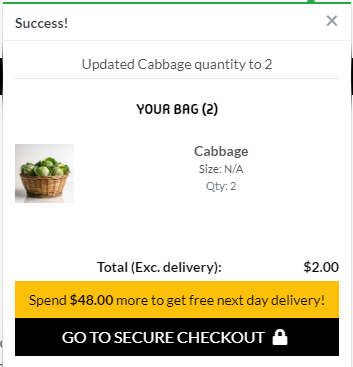 Success!
×
Updated Cabbage quantity to 2
YOUR BAG (2)
Cabbage
Size: N/A
Qty: 2
Total (Exc. delivery): $2.00
Spend $48.00 more to get free next day delivery!
GO TO SECURE CHECKOUT